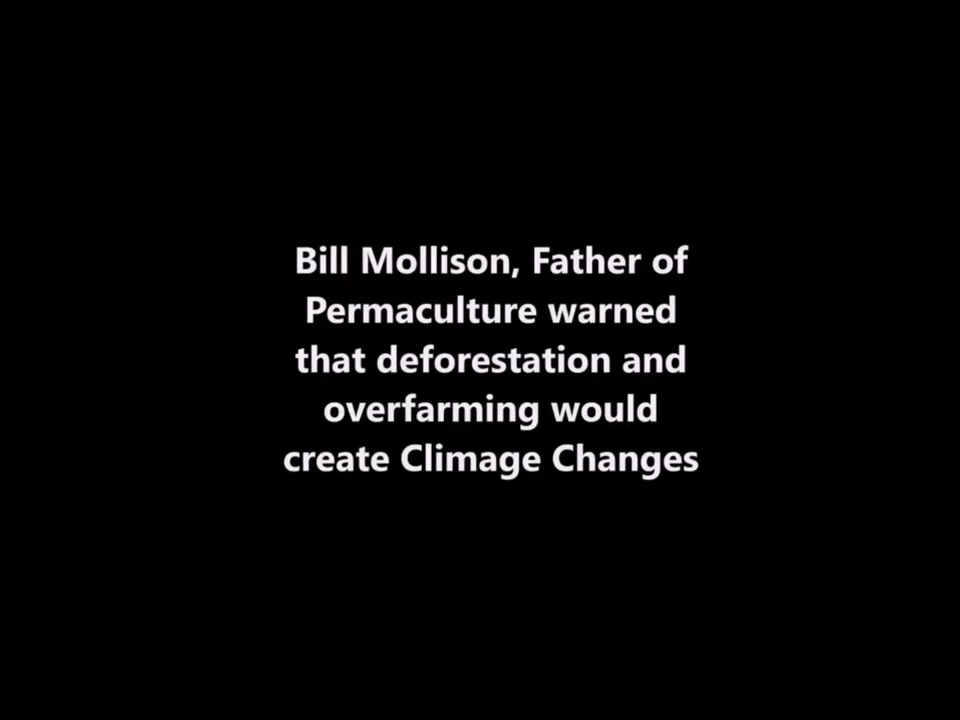 Bill Mollison, Father of
Permaculture warned
that deforestation and
overfarming would
create Climage Changes